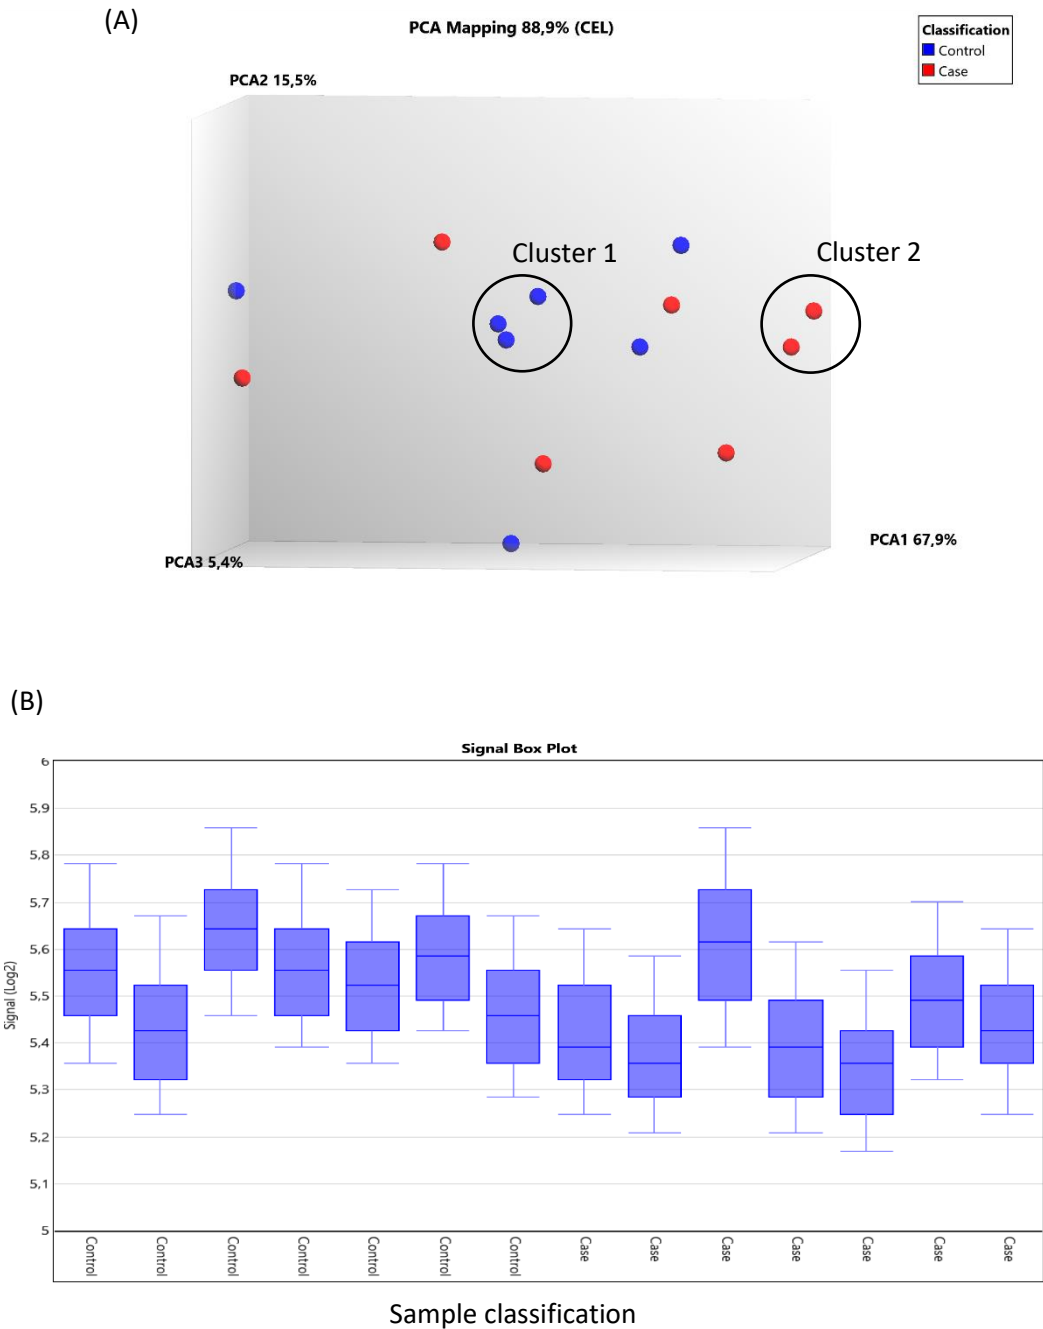 (A)
PCA Mapping 88,9% (CEL)
Classification
Control
Case
PCA2 15,5%
Cluster 1
Cluster 2
PCA1 67,9%
PCA3 5,4%
(B)
Signal Box Plot
6
5,9
5,8
5,7
5,6
5,5
5,4
5,3
5,2
5,1
5
Signal (Log2)
Control
Control
Control
Control
Control
Control
Control
Case
Case
Case
Case
Case
Case
Case
Sample classification